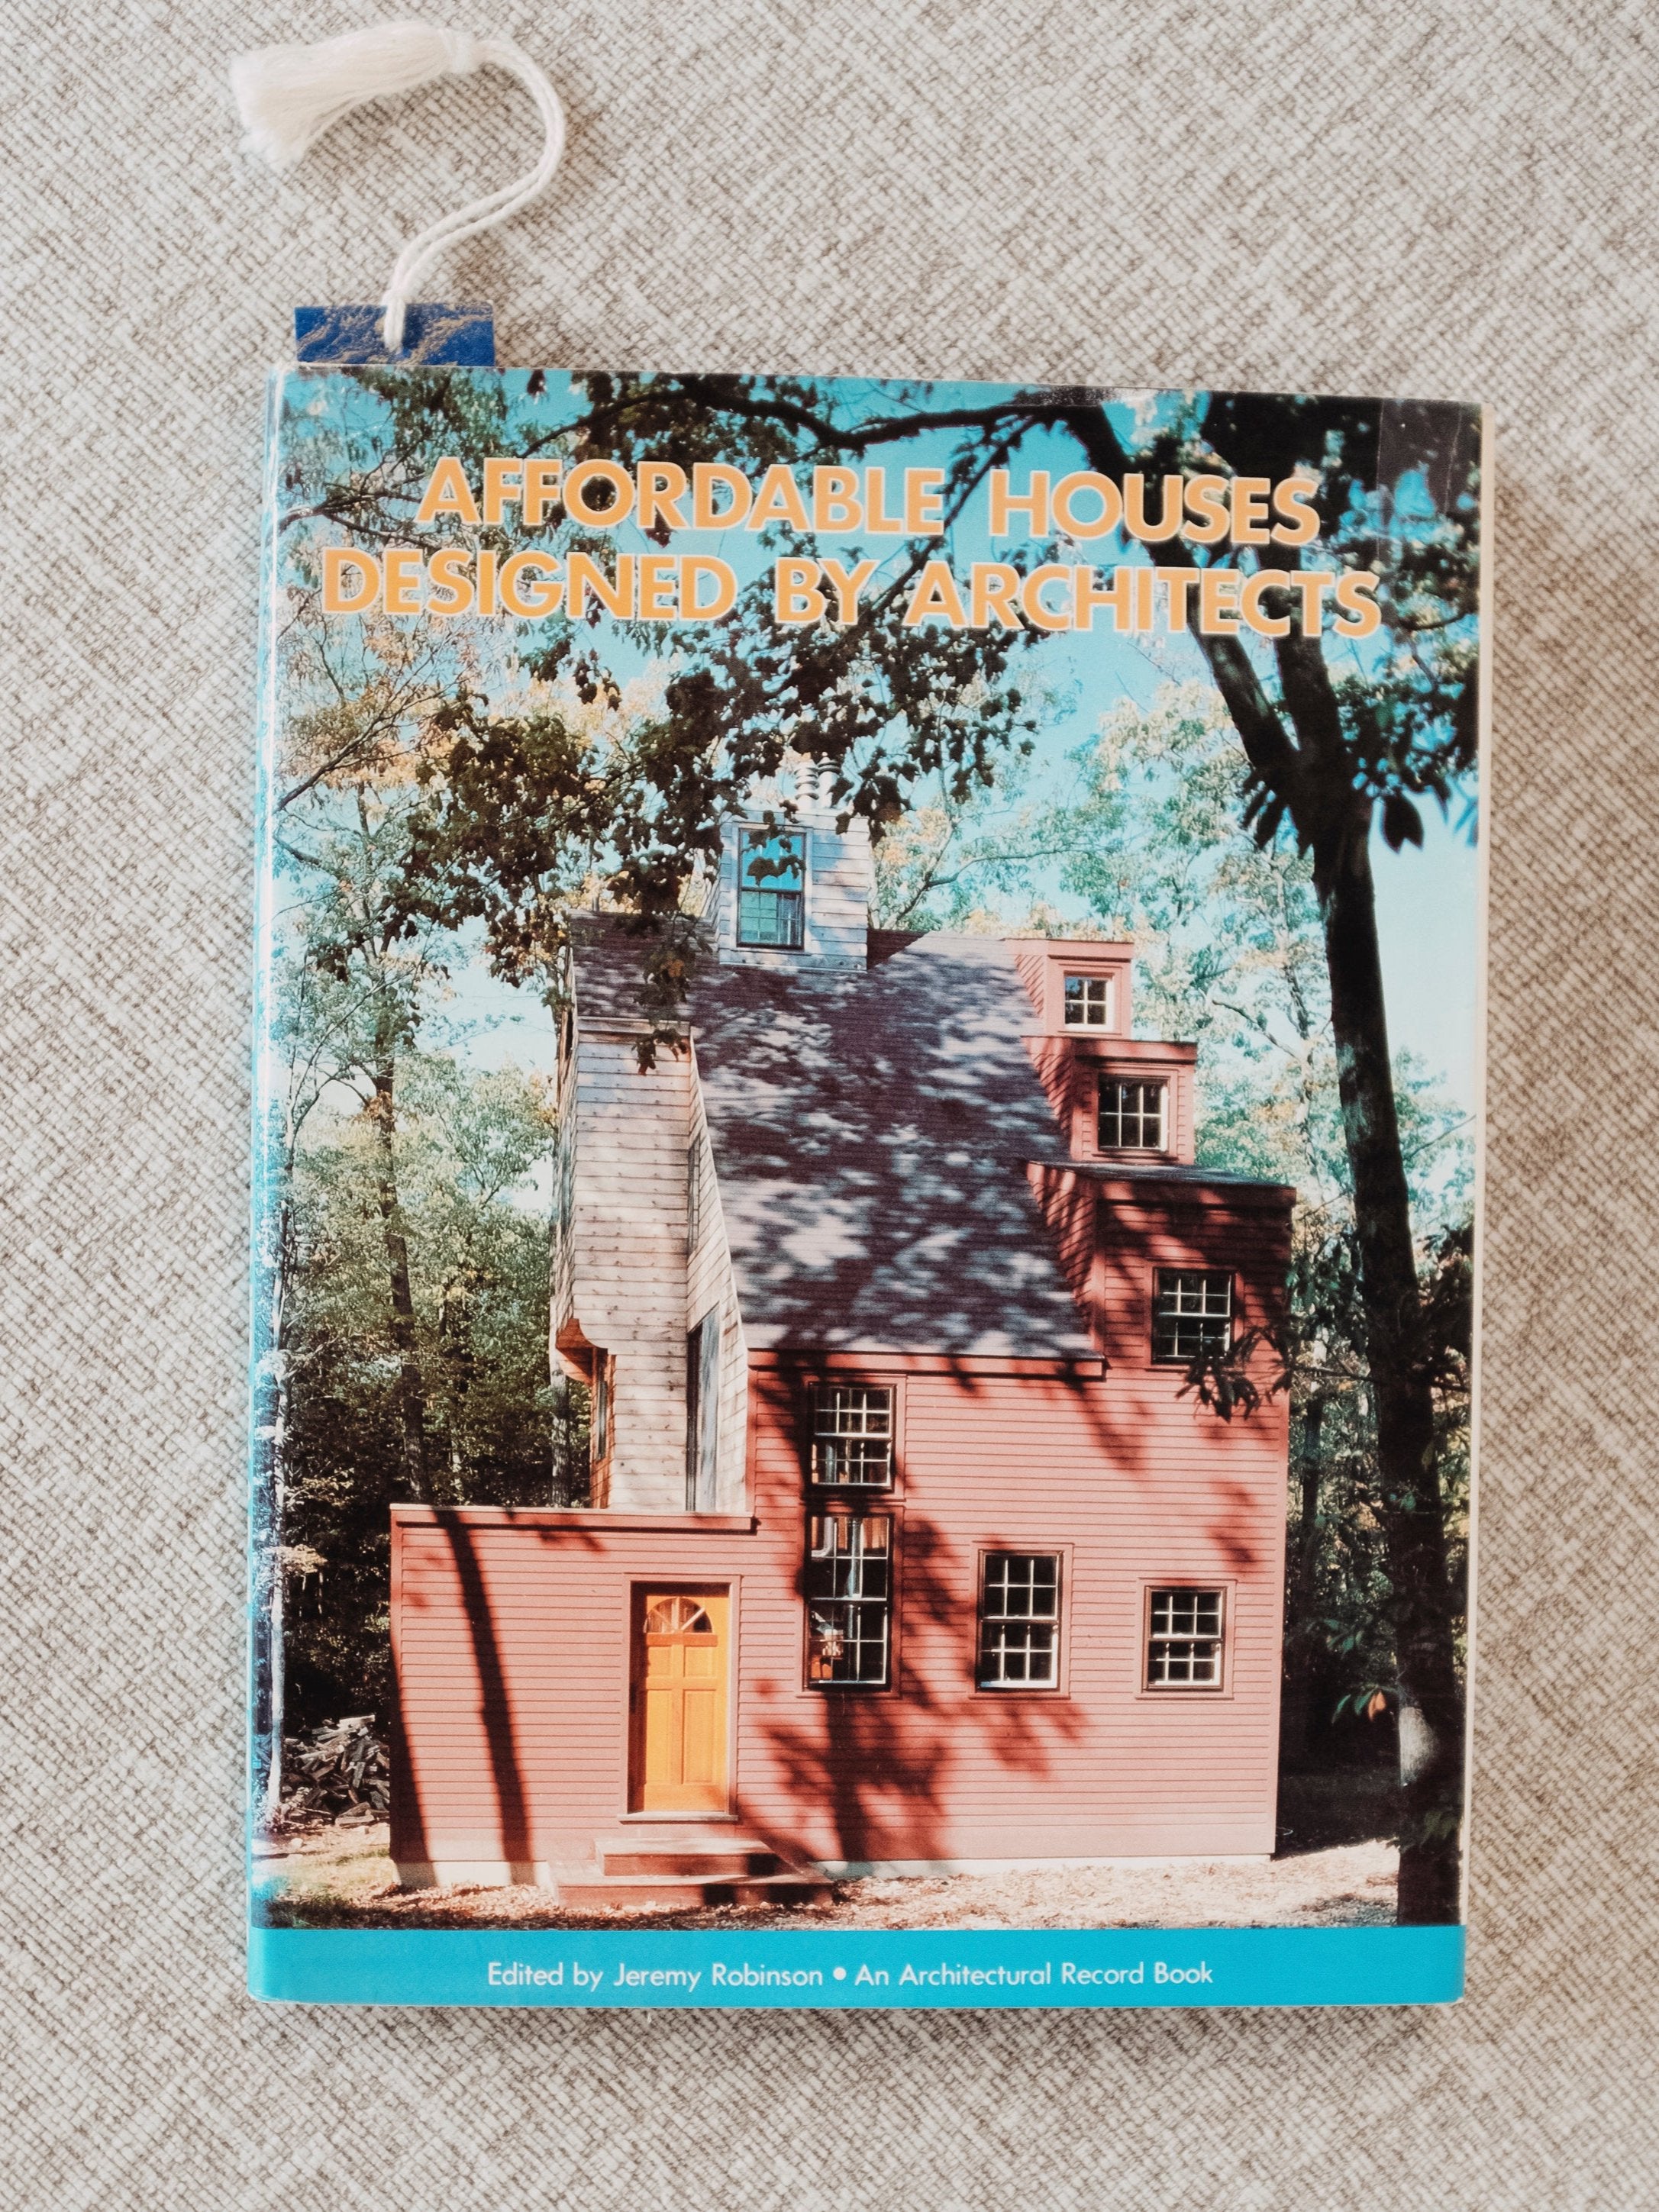 AFFORDABLE HOUSES
DESIGNED BY ARCHITECTS
Edited by Jeremy Robinson • An Architectural Record Book